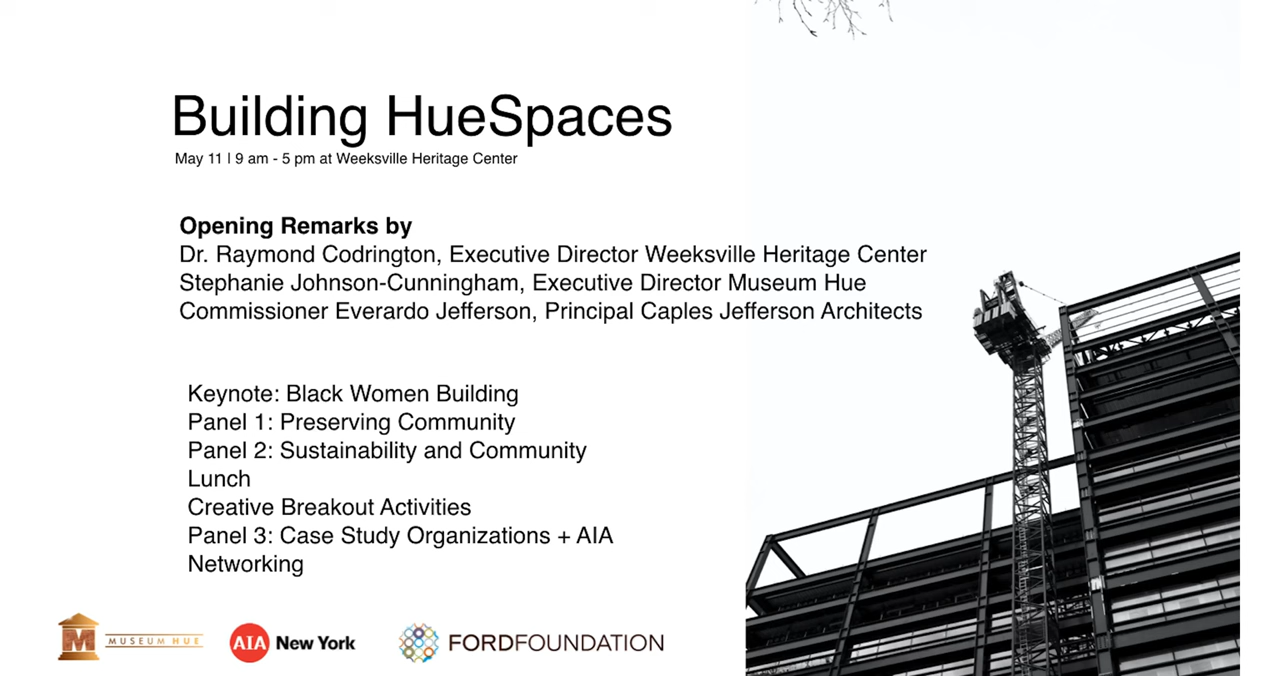 Building HueSpaces
May 11 | 9 am - 5 pm at Weeksville Heritage Center
Opening Remarks by
Dr. Raymond Codrington, Executive Director Weeksville Heritage Center
Stephanie Johnson-Cunningham, Executive Director Museum Hue
Commissioner Everardo Jefferson, Principal Caples Jefferson Architects
Keynote: Black Women Building
Panel 1: Preserving Community
Panel 2: Sustainability and Community
Lunch
Creative Breakout Activities
Panel 3: Case Study Organizations + AIA
Networking
M MUSEUM HUE
AIA New York
FORDFOUNDATION